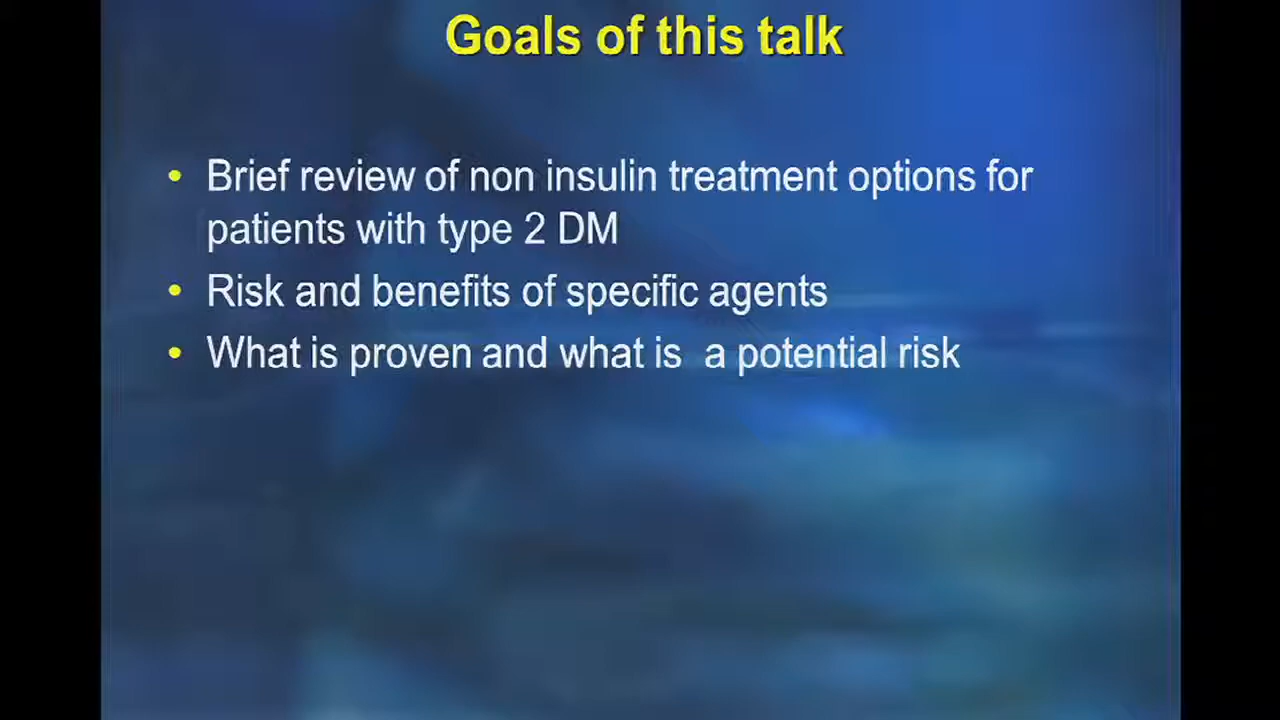 Goals of this talk
• Brief review of non insulin treatment options for
patients with type 2 DM
• Risk and benefits of specific agents
• What is proven and what is  a potential risk